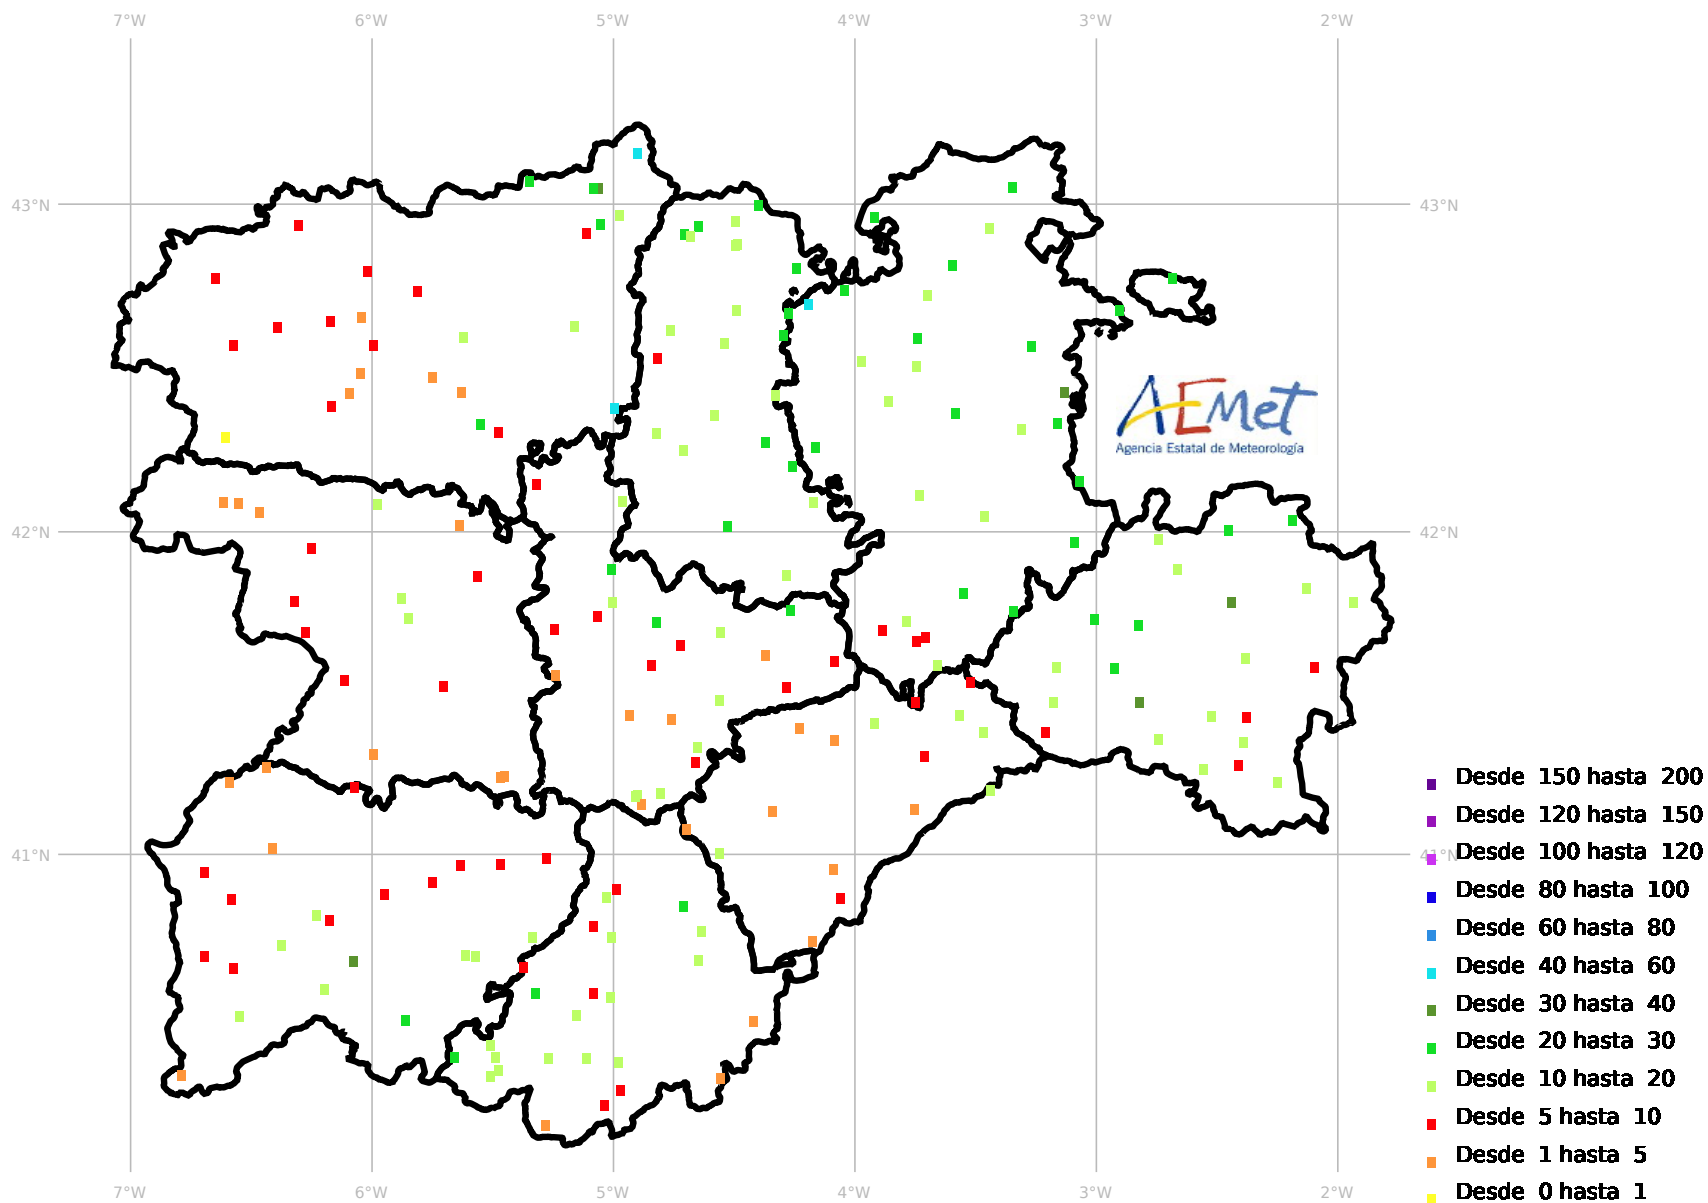 7°W 6°W 5°W 4°W 3°W 2°W
43°N 43°N
AEMet
Agencia Estatal de Meteorología
42°N 42°N
Desde 150 hasta 200
Desde 120 hasta 150
41°N Desde 100 hasta 120 41°N
Desde 80 hasta 100
Desde 60 hasta 80
Desde 40 hasta 60
Desde 30 hasta 40
Desde 20 hasta 30
Desde 10 hasta 20
Desde 5 hasta 10
Desde 1 hasta 5
Desde 0 hasta 1
7°W 6°W 5°W 4°W 3°W 2°W